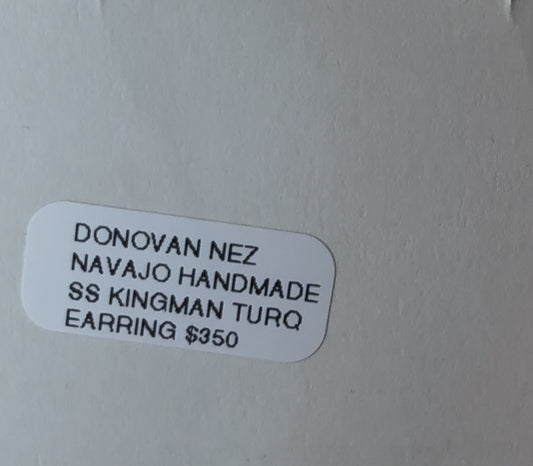 DONOVAN NEZ
NAVAJO HANDMADE
SS KINGMAN TURQ
EARRING $350